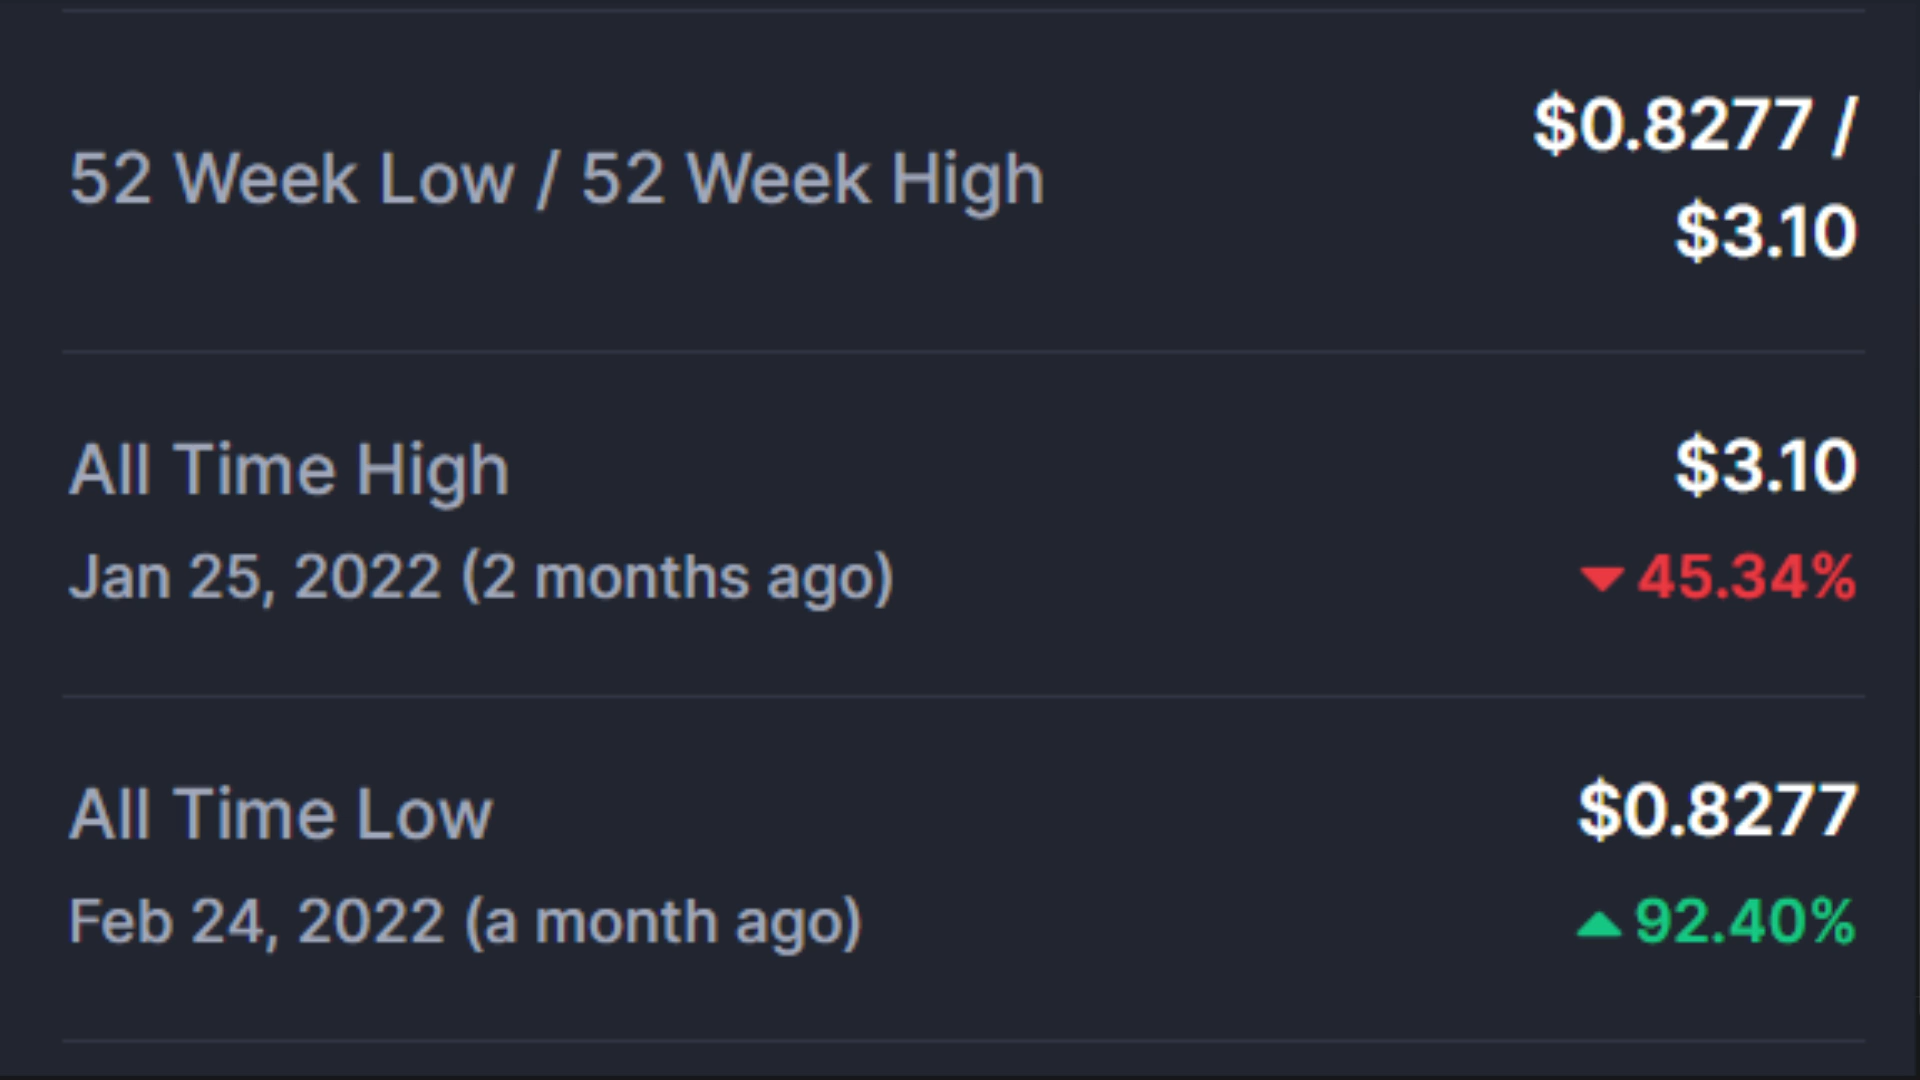 52 Week Low / 52 Week High
$0.8277 /
$3.10
All Time High
$3.10
Jan 25, 2022 (2 months ago)
45.34%
All Time Low
$0.8277
Feb 24, 2022 (a month ago)
92.40%